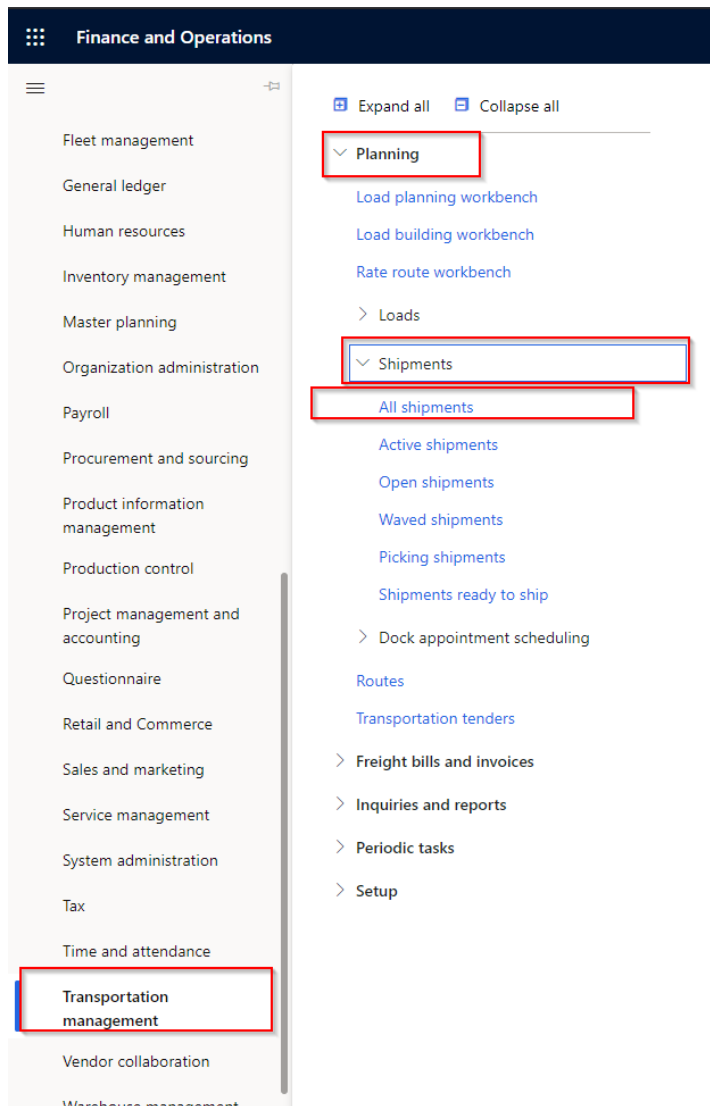 Finance and Operations
Fleet management
General ledger
Human resources
Inventory management
Master planning
Organization administration
Payroll
Procurement and sourcing
Product information
management
Production control
Project management and
accounting
Questionnaire
Retail and Commerce
Sales and marketing
Service management
System administration
Tax
Time and attendance
Transportation
management
Vendor collaboration
Warehouse management
Expand all
Collapse all
Planning
Load planning workbench
Load building workbench
Rate route workbench
Loads
Shipments
All shipments
Active shipments
Open shipments
Waved shipments
Picking shipments
Shipments ready to ship
Dock appointment scheduling
Routes
Transportation tenders
Freight bills and invoices
Inquiries and reports
Periodic tasks
Setup